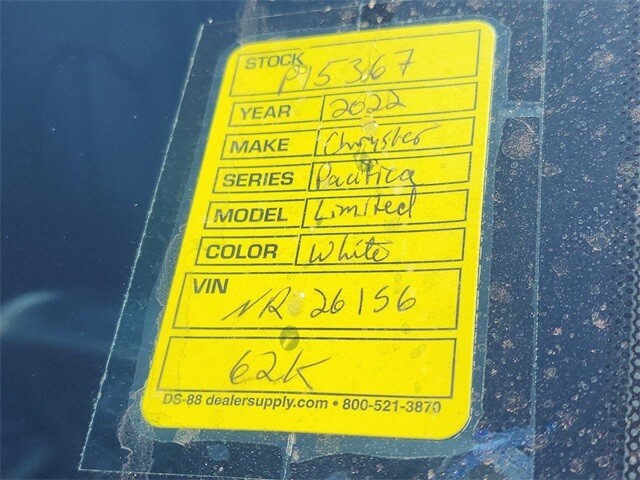 STOCK P15367
YEAR 2022
MAKE Chrysler
SERIES Pacifica
MODEL Limited
COLOR White
VIN
NR 26156
62K
DS-88 dealersupply.com • 800-521-3870